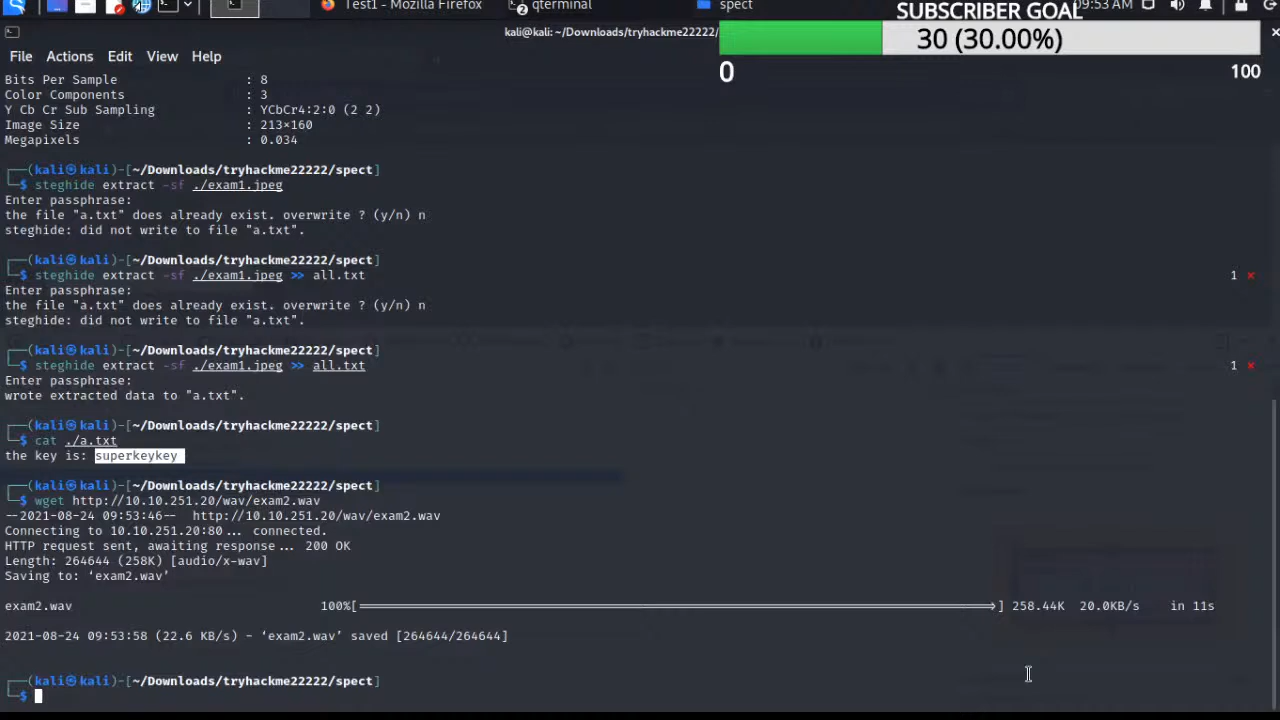 Test1 - Mozilla Firefox
qterminal
spect
SUBSCRIBER GOAL
09:53 AM
kali@kali: ~/Downloads/tryhackme22222/
30 (30.00%)
File Actions Edit View Help
0
100
Bits Per Sample : 8
Color Components : 3
Y Cb Cr Sub Sampling : YCbCr4:2:0 (2 2)
Image Size : 213×160
Megapixels : 0.034
┌──(kali㉿kali)-[~/Downloads/tryhackme22222/spect]
└─$ steghide extract -sf ./exam1.jpeg
Enter passphrase:
the file "a.txt" does already exist. overwrite ? (y/n) n
steghide: did not write to file "a.txt".
┌──(kali㉿kali)-[~/Downloads/tryhackme22222/spect]
└─$ steghide extract -sf ./exam1.jpeg >> all.txt 1 ⨯
Enter passphrase:
the file "a.txt" does already exist. overwrite ? (y/n) n
steghide: did not write to file "a.txt".
┌──(kali㉿kali)-[~/Downloads/tryhackme22222/spect]
└─$ steghide extract -sf ./exam1.jpeg >> all.txt 1 ⨯
Enter passphrase:
wrote extracted data to "a.txt".
┌──(kali㉿kali)-[~/Downloads/tryhackme22222/spect]
└─$ cat ./a.txt
the key is: superkeykey
┌──(kali㉿kali)-[~/Downloads/tryhackme22222/spect]
└─$ wget http://10.10.251.20/wav/exam2.wav
--2021-08-24 09:53:46-- http://10.10.251.20/wav/exam2.wav
Connecting to 10.10.251.20:80... connected.
HTTP request sent, awaiting response... 200 OK
Length: 264644 (258K) [audio/x-wav]
Saving to: ‘exam2.wav’
exam2.wav 100%[===================>] 258.44K 20.0KB/s in 11s
2021-08-24 09:53:58 (22.6 KB/s) - ‘exam2.wav’ saved [264644/264644]
┌──(kali㉿kali)-[~/Downloads/tryhackme22222/spect]
└─$